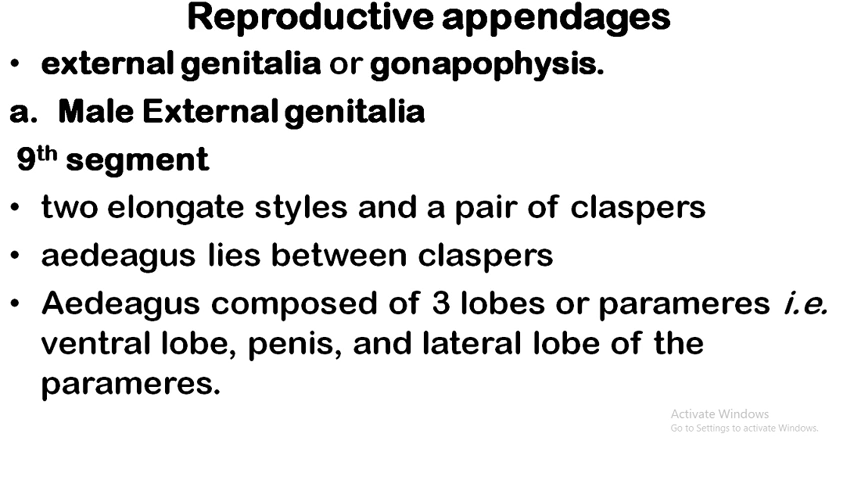 Reproductive appendages
• external genitalia or gonapophysis.
a. Male External genitalia
9th segment
• two elongate styles and a pair of claspers
• aedeagus lies between claspers
• Aedeagus composed of 3 lobes or parameres i.e.
ventral lobe, penis, and lateral lobe of the
parameres.
Activate Windows
Go to Settings to activate Windows.